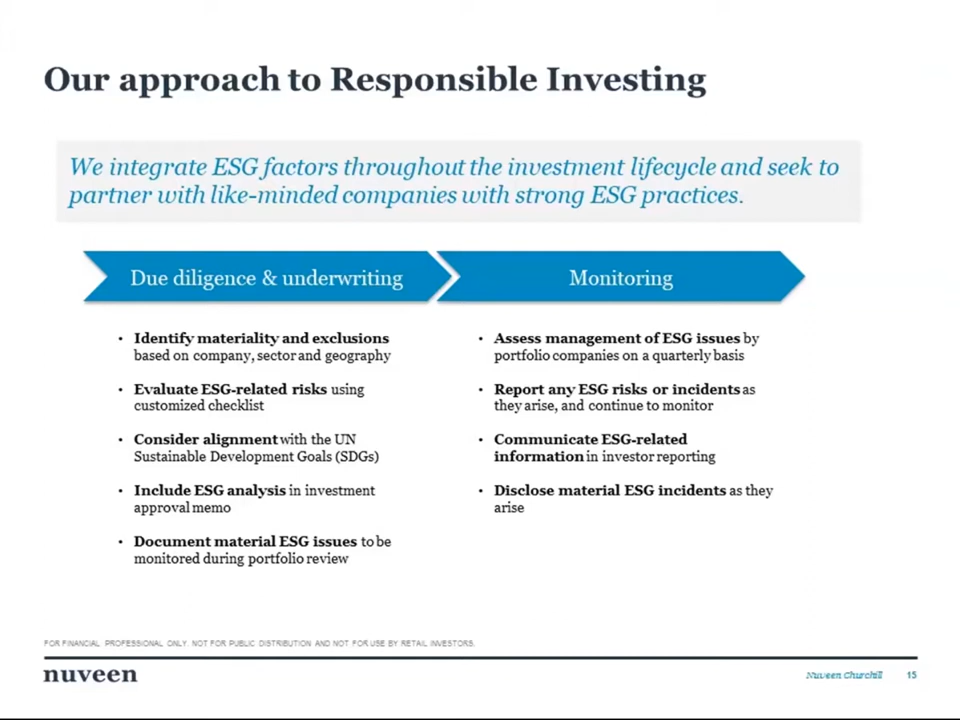 Our approach to Responsible Investing
We integrate ESG factors throughout the investment lifecycle and seek to
partner with like-minded companies with strong ESG practices.
Due diligence & underwriting
• Identify materiality and exclusions
based on company, sector and geography
• Evaluate ESG-related risks using
customized checklist
• Consider alignment with the UN
Sustainable Development Goals (SDGs)
• Include ESG analysis in investment
approval memo
• Document material ESG issues to be
monitored during portfolio review
Monitoring
• Assess management of ESG issues by
portfolio companies on a quarterly basis
• Report any ESG risks or incidents as
they arise, and continue to monitor
• Communicate ESG-related
information in investor reporting
• Disclose material ESG incidents as they
arise
FOR FINANCIAL PROFESSIONAL ONLY. NOT FOR PUBLIC DISTRIBUTION AND NOT FOR USE BY RETAIL INVESTORS.
nuveen
Nuveen Churchill 15